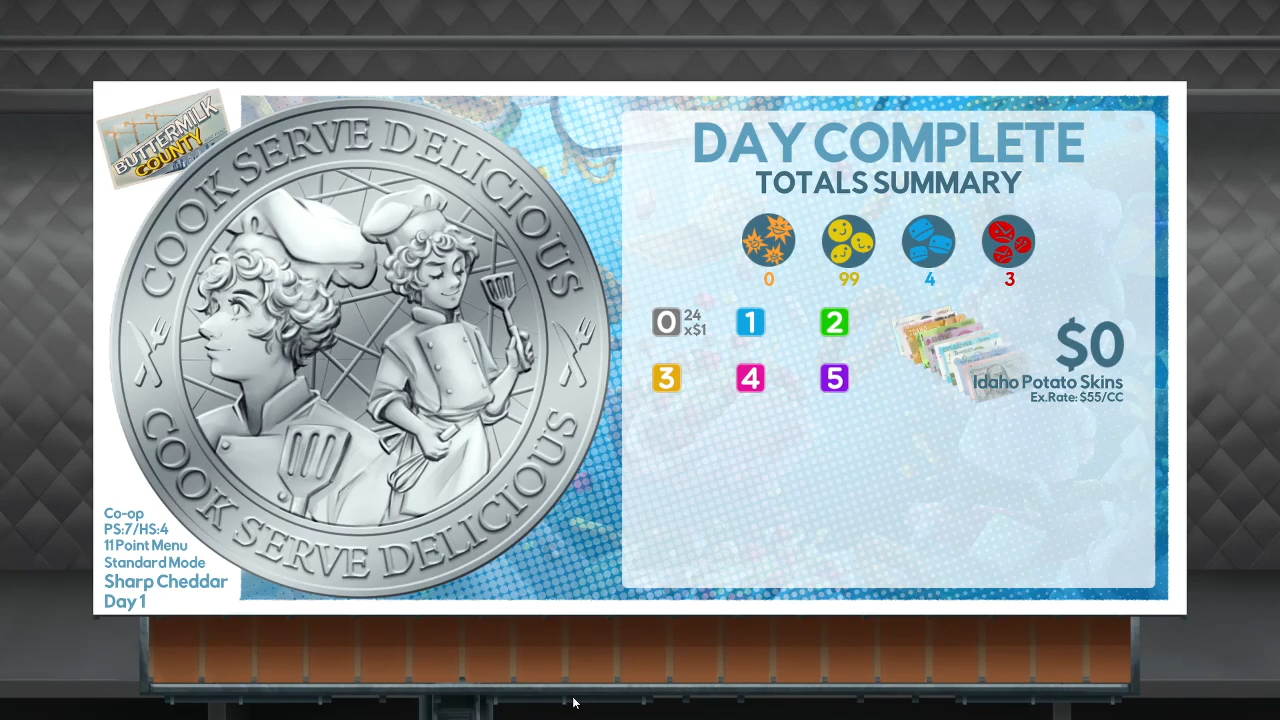 BUTTERMILK
COUNTY
COOK SERVE DELICIOUS
COOK SERVE DELICIOUS
Co-op
PS:7/HS:4
11 Point Menu
Standard Mode
Sharp Cheddar
Day 1
DAY COMPLETE
TOTALS SUMMARY
0 99 4 3
0 24 x$1 1 2
3 4 5
$0
Idaho Potato Skins
Ex.Rate: $55/CC